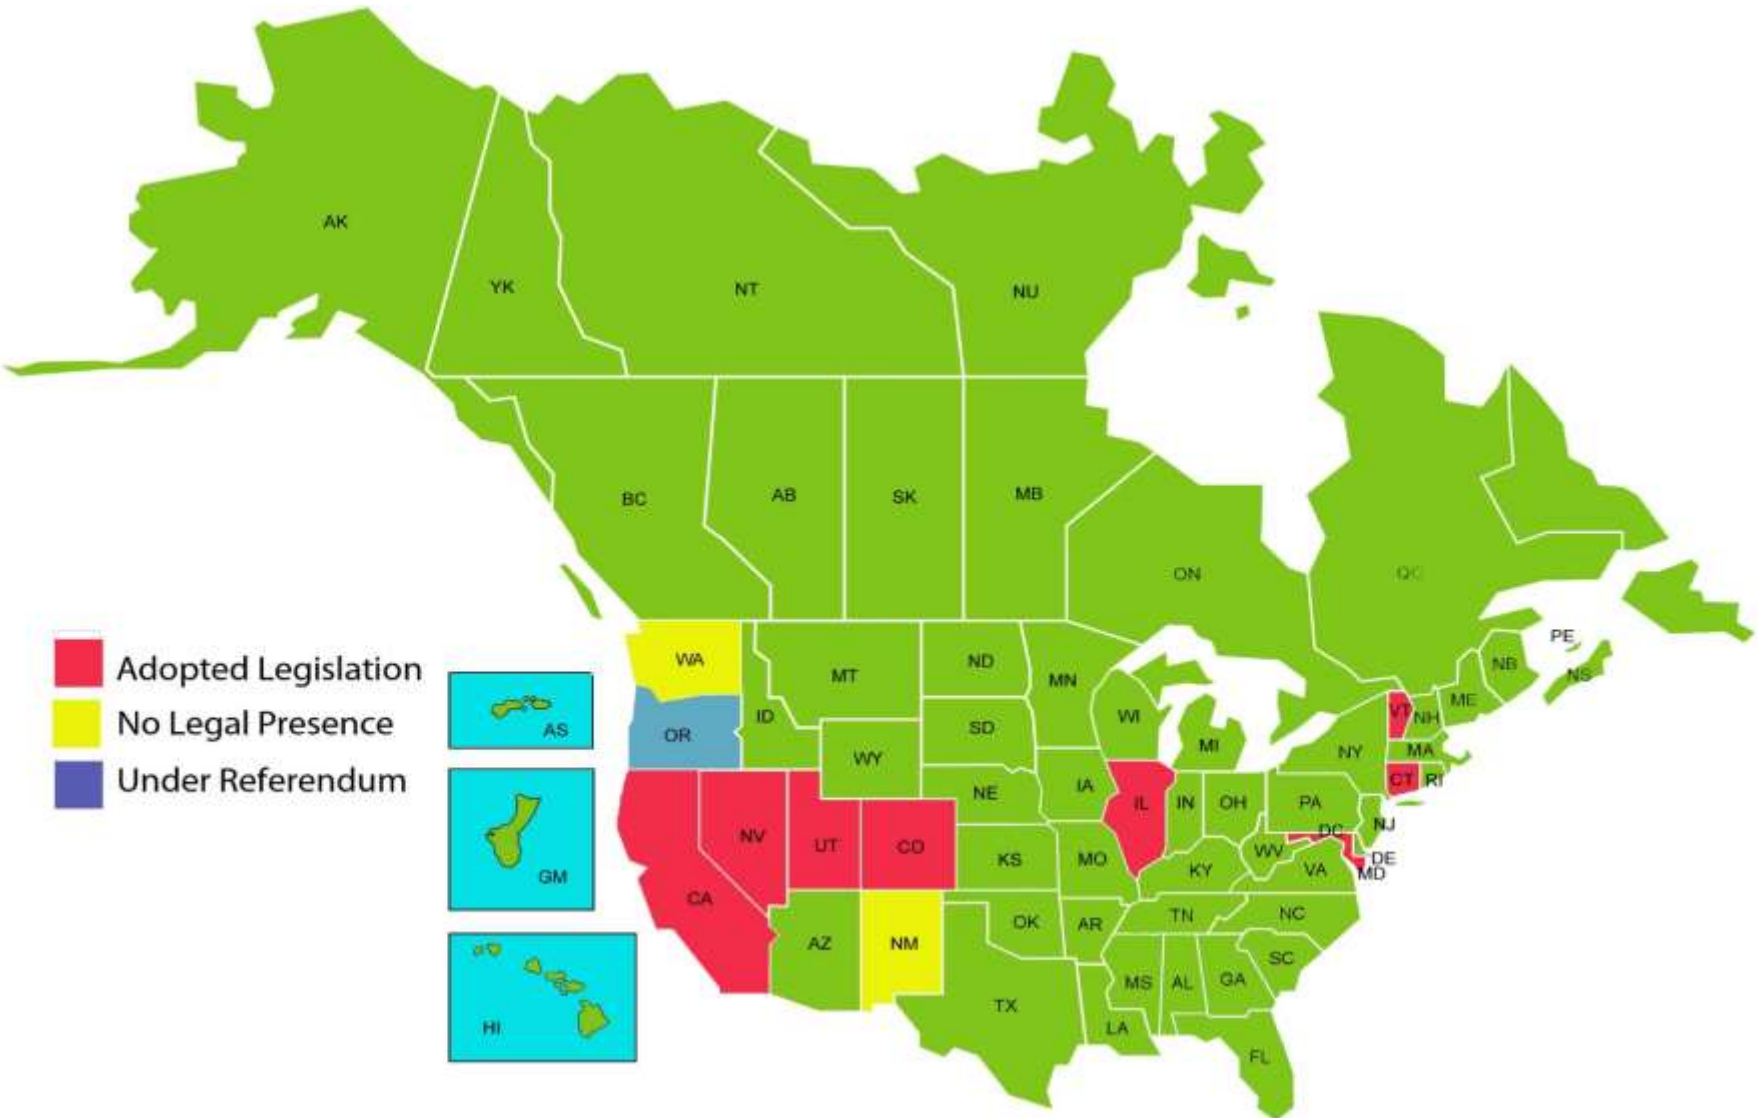 AK
YK
NT
NU
BC
AB
SK
MB
ON
QC
PE
NB
NS
WA
MT
ND
MN
ME
VT
NH
OR
ID
SD
WI
MI
NY
MA
WY
CT
RI
NE
IA
IL
IN
OH
PA
NJ
DC
NV
UT
CO
KS
MO
WV
DE
KY
VA
MD
CA
AZ
NM
OK
AR
TN
NC
SC
TX
MS
AL
GA
LA
FL
Adopted Legislation
No Legal Presence
Under Referendum
AS
GM
HI